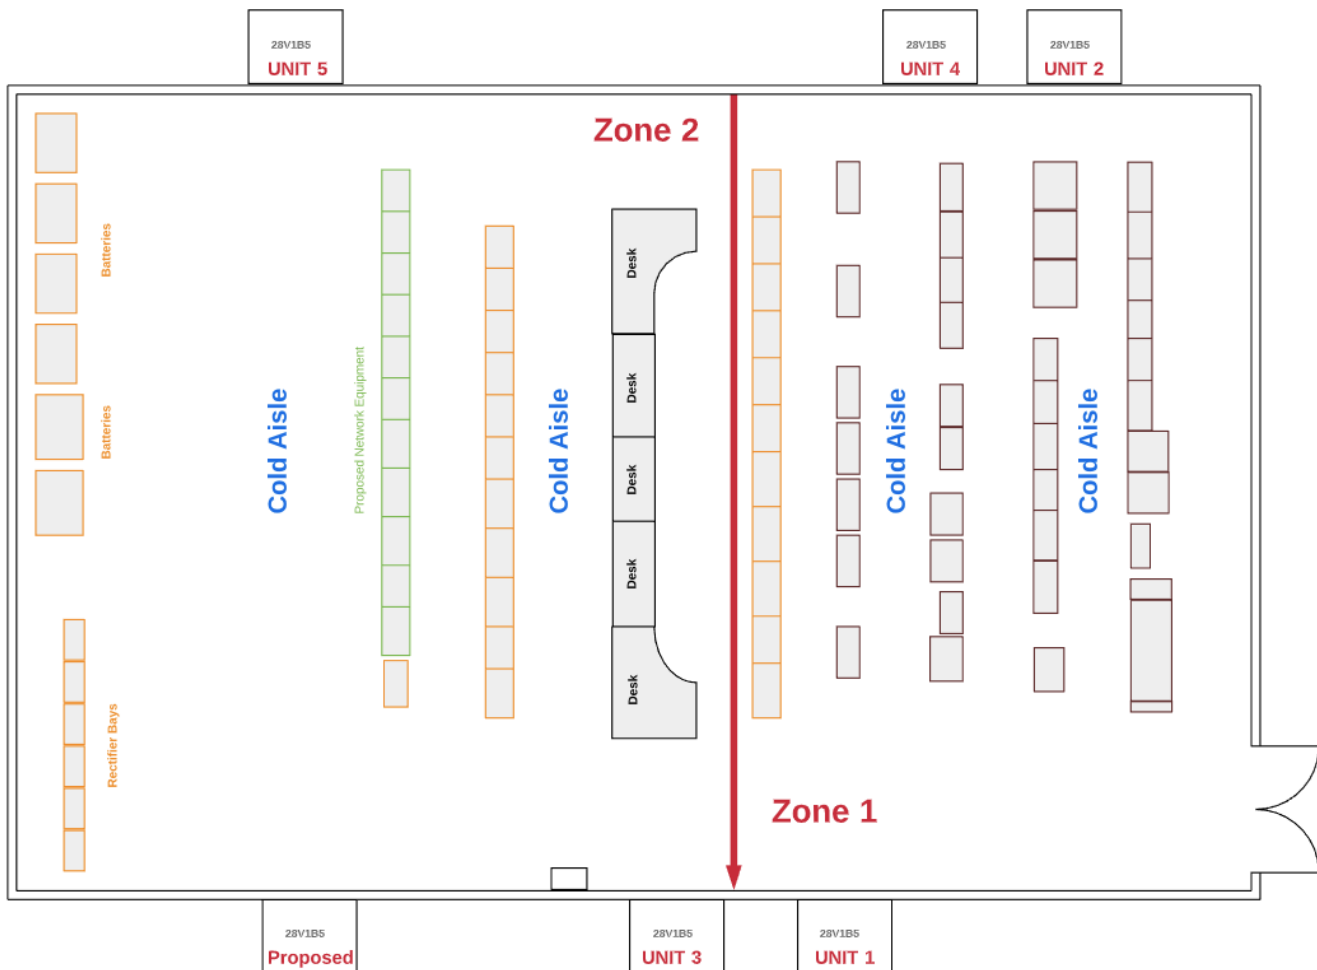 28V1B5
UNIT 5
28V1B5
UNIT 4
28V1B5
UNIT 2
Zone 2
Batteries
Batteries
Rectifier Bays
Cold Aisle
Proposed Network Equipment
Cold Aisle
Desk
Desk
Desk
Desk
Desk
Cold Aisle
Cold Aisle
Zone 1
28V1B5
Proposed
28V1B5
UNIT 3
28V1B5
UNIT 1